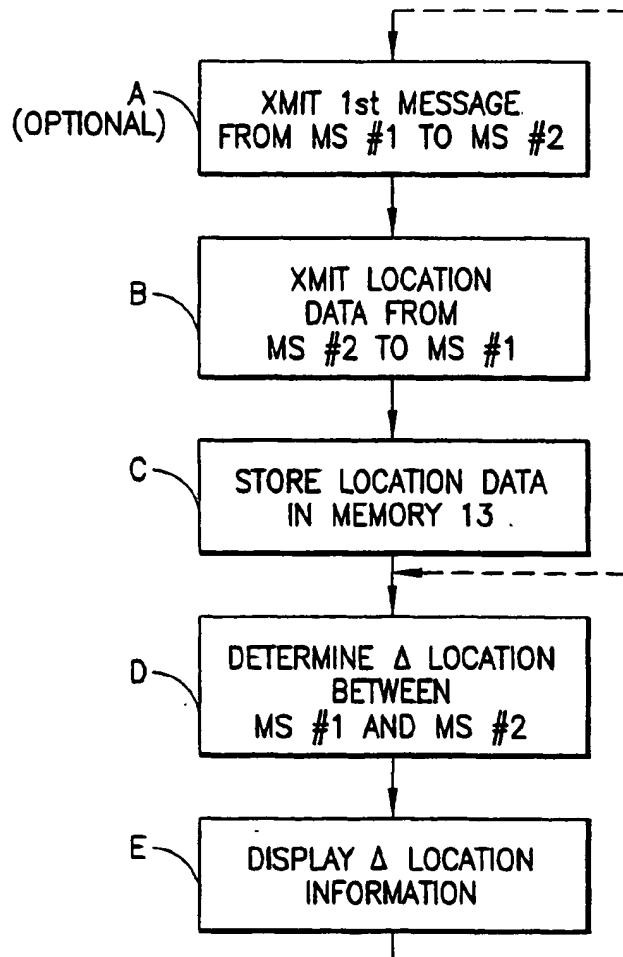 A
(OPTIONAL)
XMIT 1st MESSAGE
FROM MS #1 TO MS #2
B
XMIT LOCATION
DATA FROM
MS #2 TO MS #1
C
STORE LOCATION DATA
IN MEMORY 13
D
DETERMINE Δ LOCATION
BETWEEN
MS #1 AND MS #2
E
DISPLAY Δ LOCATION
INFORMATION